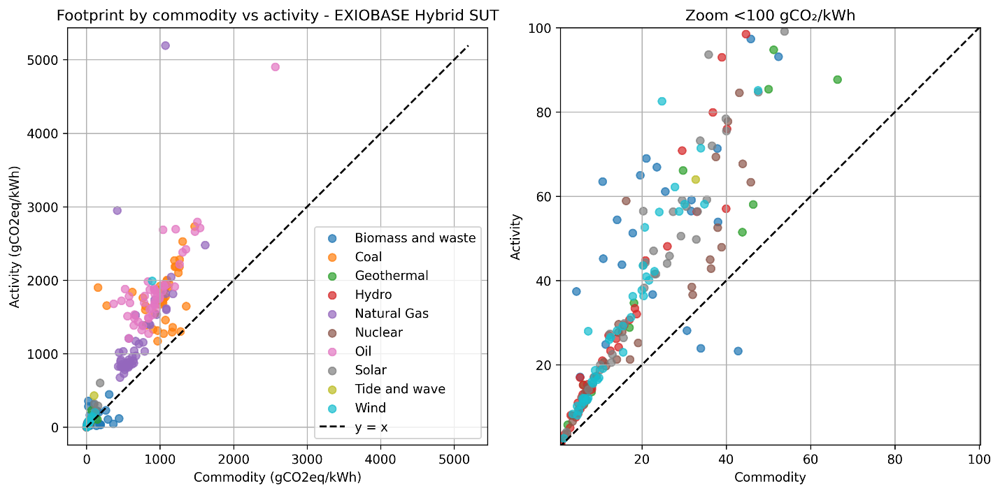 Footprint by commodity vs activity - EXIOBASE Hybrid SUT
Activity (gCO2eq/kWh)
5000
4000
3000
2000
1000
0
0 1000 2000 3000 4000 5000
Commodity (gCO2eq/kWh)
Biomass and waste
Coal
Geothermal
Hydro
Natural Gas
Nuclear
Oil
Solar
Tide and wave
Wind
y = x
Zoom <100 gCO₂/kWh
Activity
100
80
60
40
20
20 40 60 80 100
Commodity